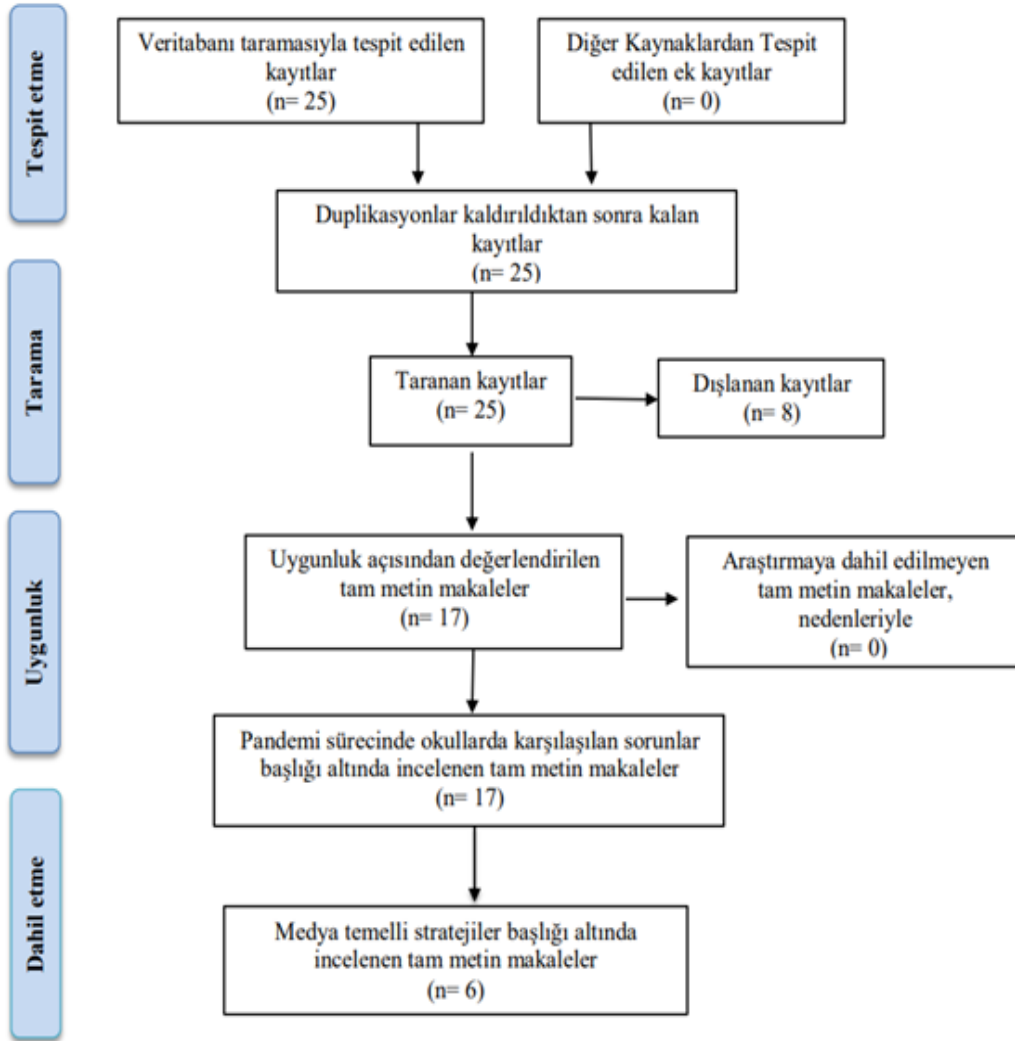 Tespit etme
Veritabanı taramasıyla tespit edilen
kayıtlar
(n= 25)
Diğer Kaynaklardan Tespit
edilen ek kayıtlar
(n= 0)
Duplikasyonlar kaldırıldıktan sonra kalan
kayıtlar
(n= 25)
Tarama
Taranan kayıtlar
(n= 25)
Dışlanan kayıtlar
(n= 8)
Uygunluk
Uygunluk açısından değerlendirilen
tam metin makaleler
(n= 17)
Araştırmaya dahil edilmeyen
tam metin makaleler,
nedenleriyle
(n= 0)
Pandemi sürecinde okullarda karşılaşılan sorunlar
başlığı altında incelenen tam metin makaleler
(n= 17)
Dahil etme
Medya temelli stratejiler başlığı altında
incelenen tam metin makaleler
(n= 6)